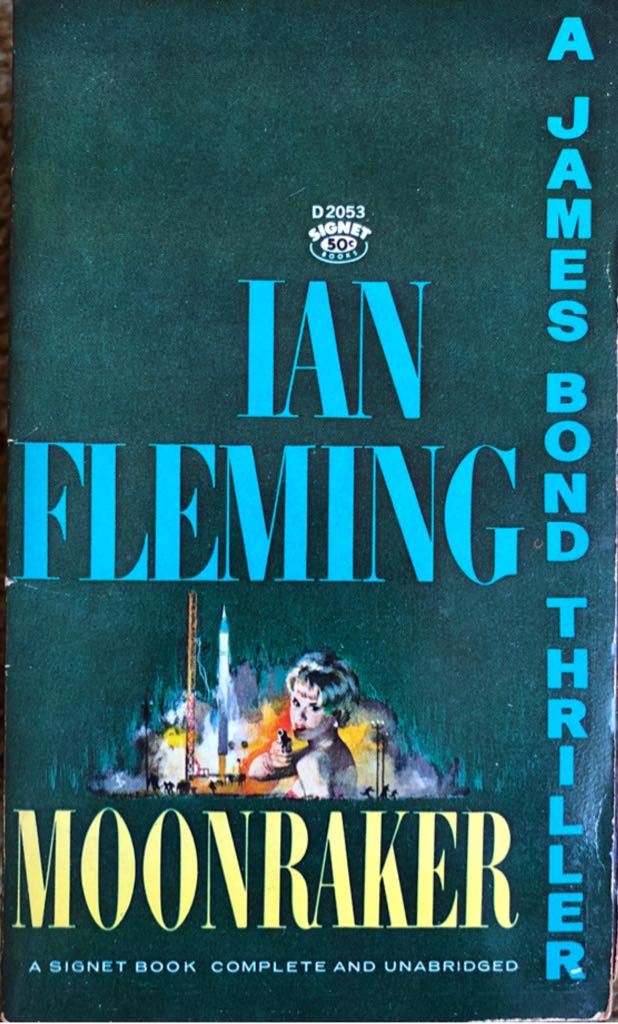 D2053
SIGNET
50¢
BOOKS
IAN
FLEMING
MOONRAKER
A SIGNET BOOK COMPLETE AND UNABRIDGED
A JAMES BOND THRILLER